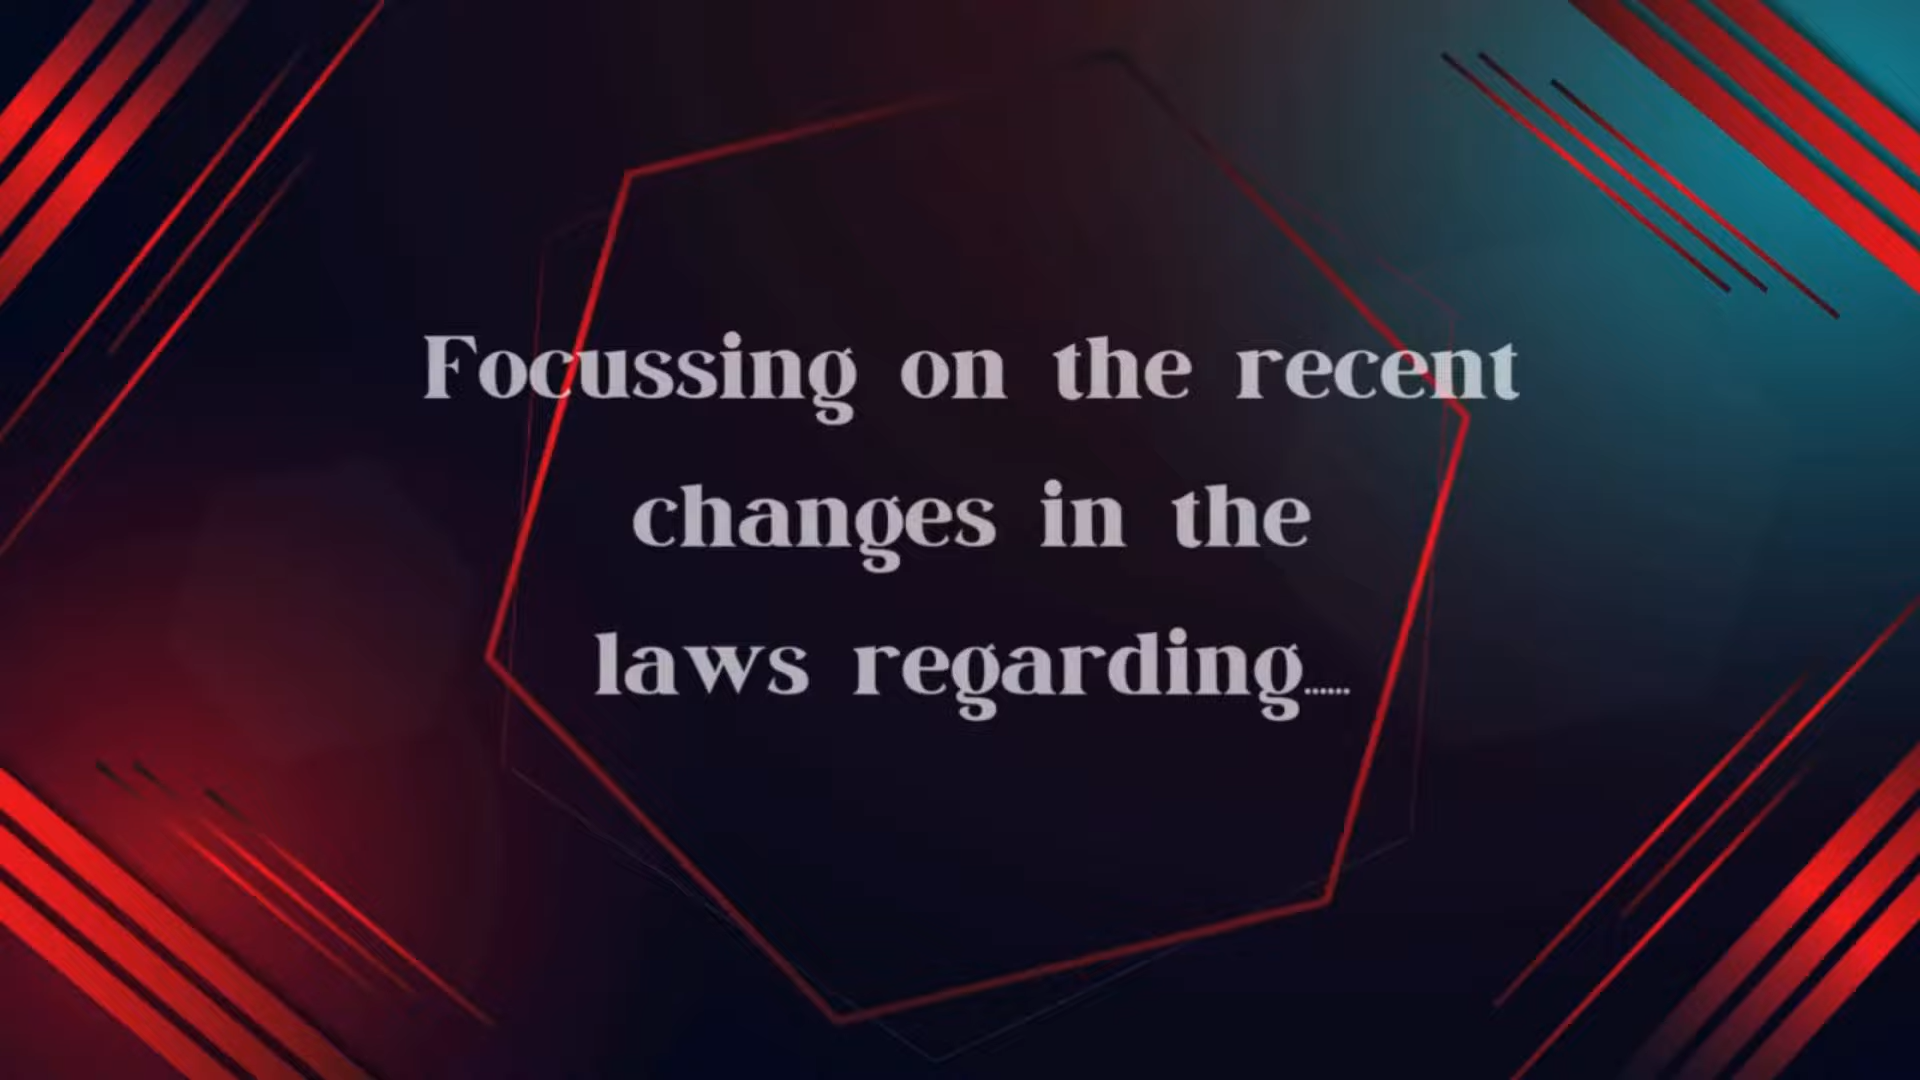 Focussing on the recent
changes in the
laws regarding......